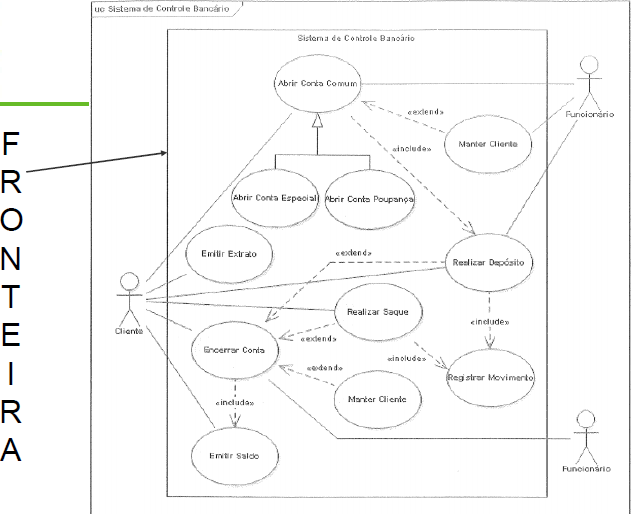 uc Sistema de Controle Bancário
Sistema de Controle Bancário
Abrir Conta Comum
Funcionário
«extend»
«include»
Manter Cliente
F
R
O
N
T
E
I
R
A
Abrir Conta Especial
Abrir Conta Poupança
Emitir Extrato
«extend»
Realizar Depósito
Cliente
Realizar Saque
«include»
Encerrar Conta
«extend»
«include»
«extend»
Registrar Movimento
«include»
Manter Cliente
Emitir Saldo
Funcionário